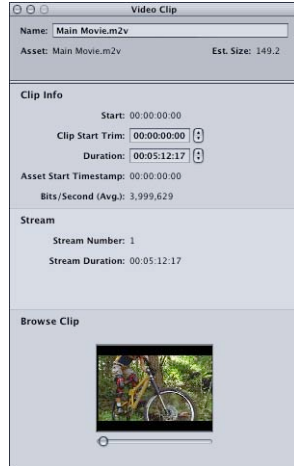 Video Clip
Name: Main Movie.m2v
Asset: Main Movie.m2v Est. Size: 149.2
Clip Info
Start: 00:00:00:00
Clip Start Trim: 00:00:00:00
Duration: 00:05:12:17
Asset Start Timestamp: 00:00:00:00
Bits/Second (Avg.): 3,999,629
Stream
Stream Number: 1
Stream Duration: 00:05:12:17
Browse Clip